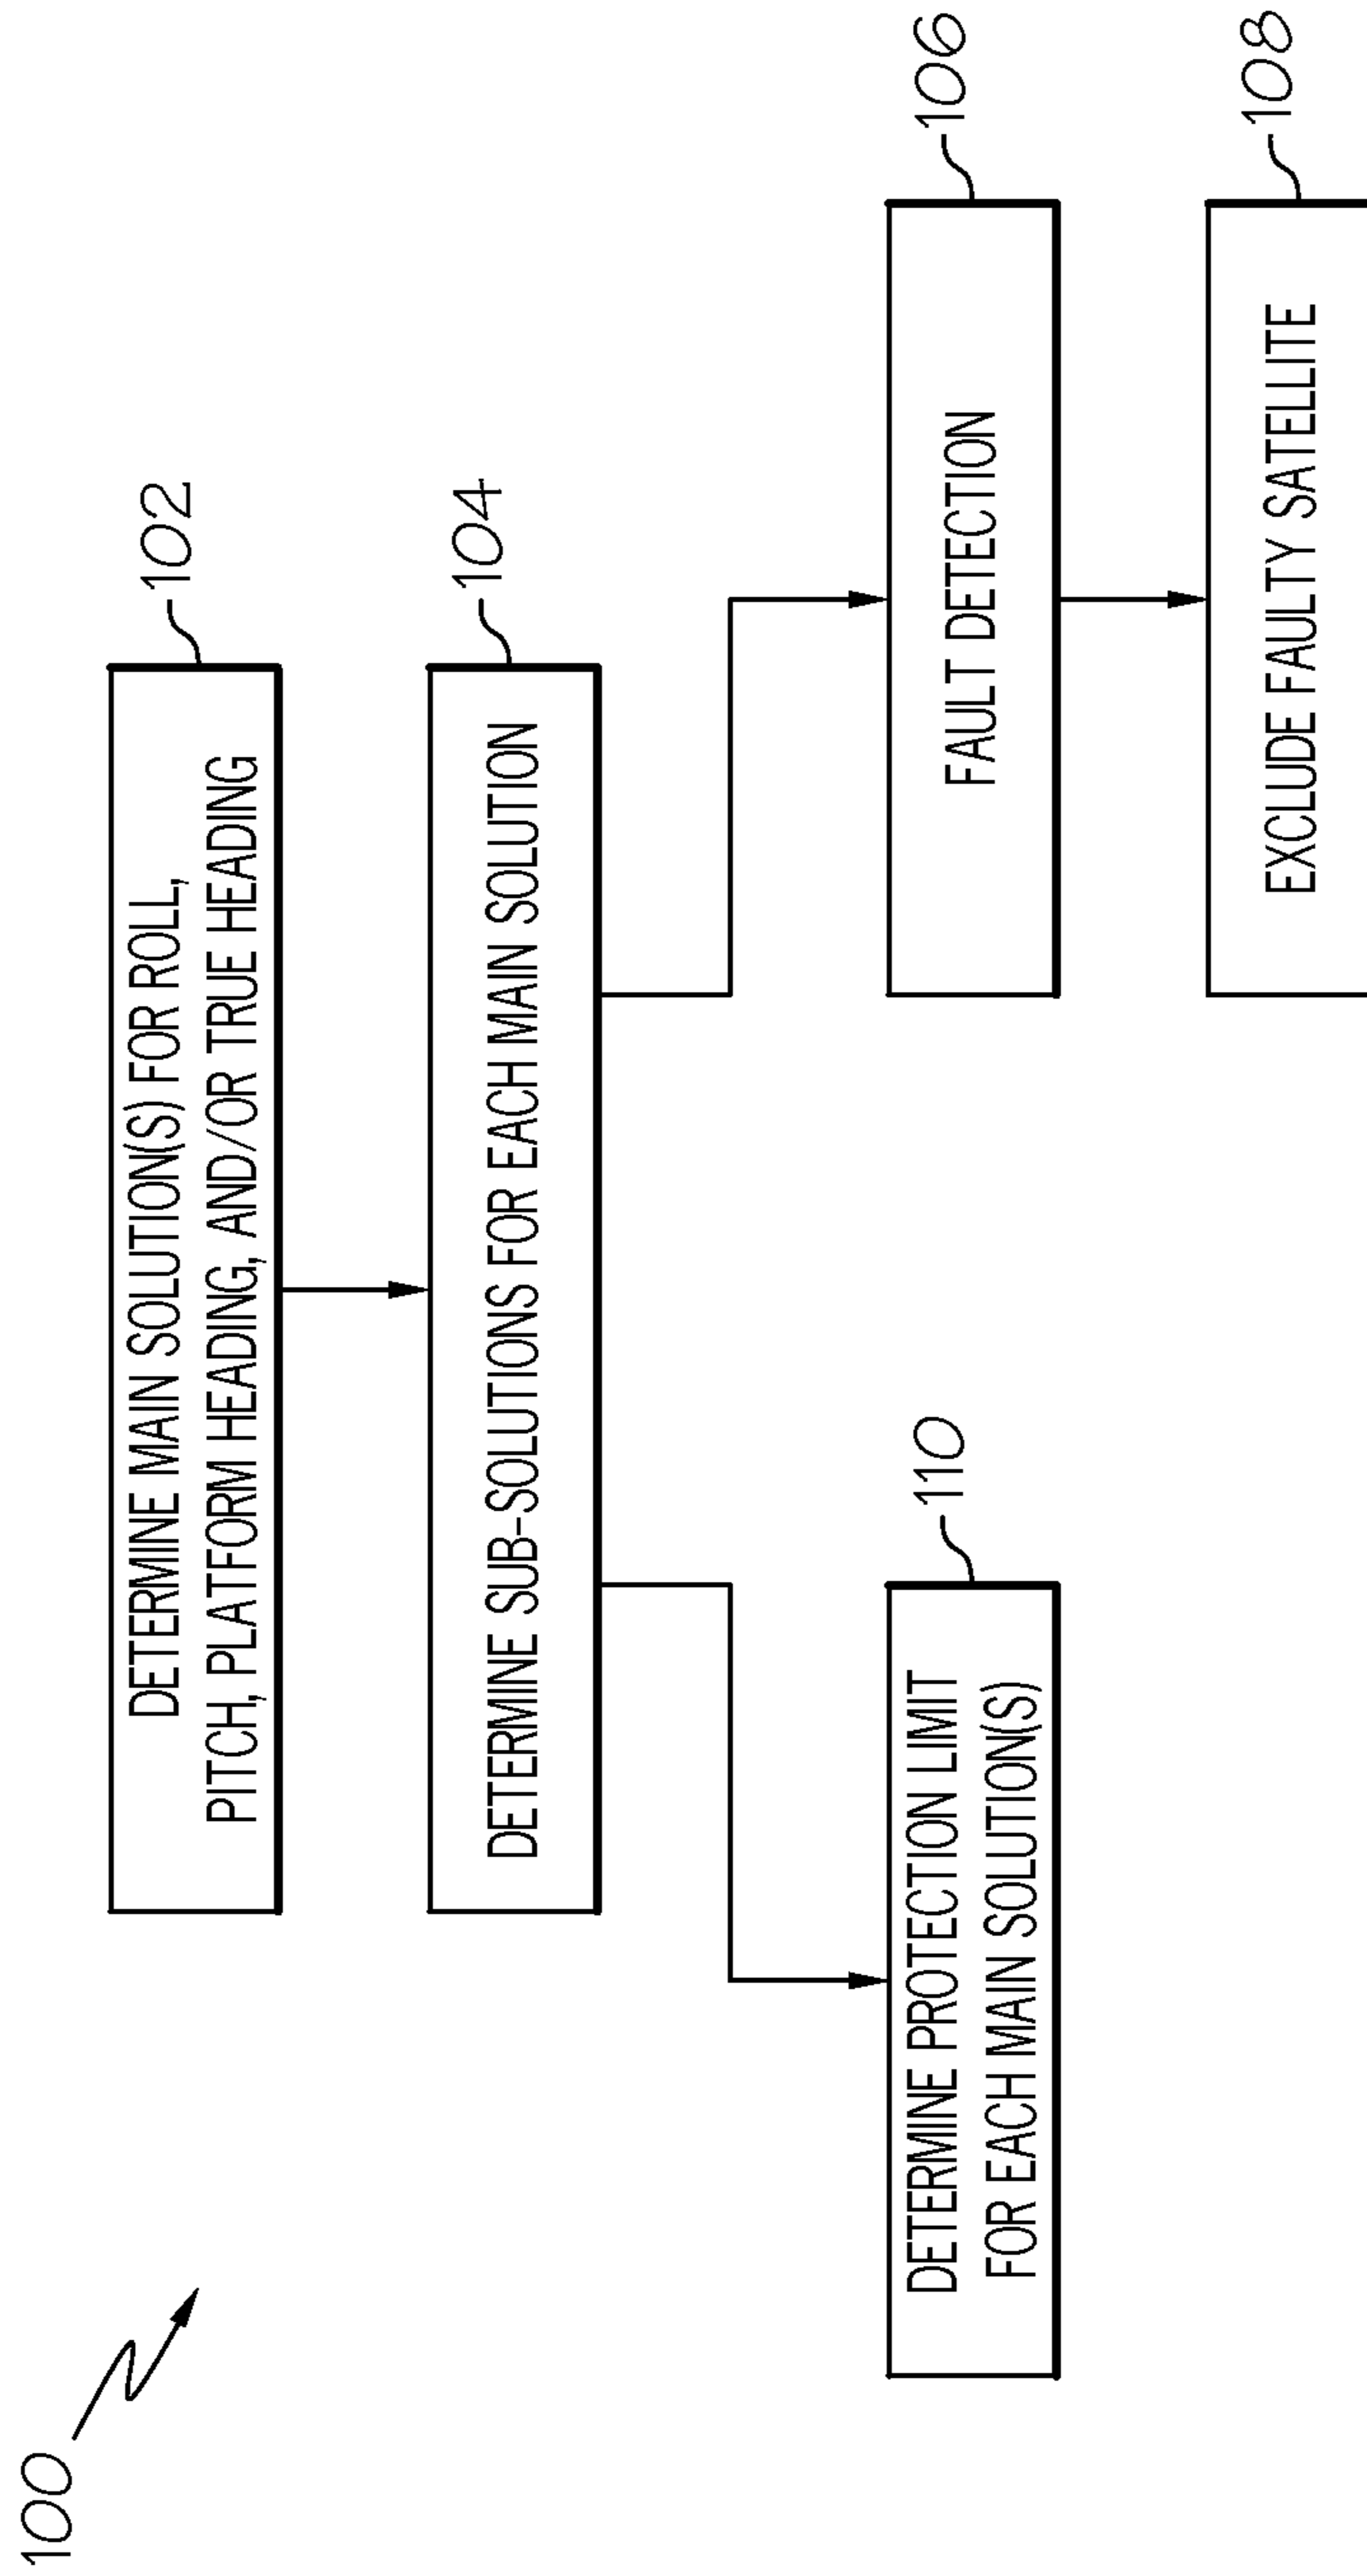 100
DETERMINE MAIN SOLUTION(S) FOR ROLL,
PITCH, PLATFORM HEADING, AND/OR TRUE HEADING
102
DETERMINE SUB-SOLUTIONS FOR EACH MAIN SOLUTION
104
DETERMINE PROTECTION LIMIT
FOR EACH MAIN SOLUTION(S)
110
FAULT DETECTION
106
EXCLUDE FAULTY SATELLITE
108